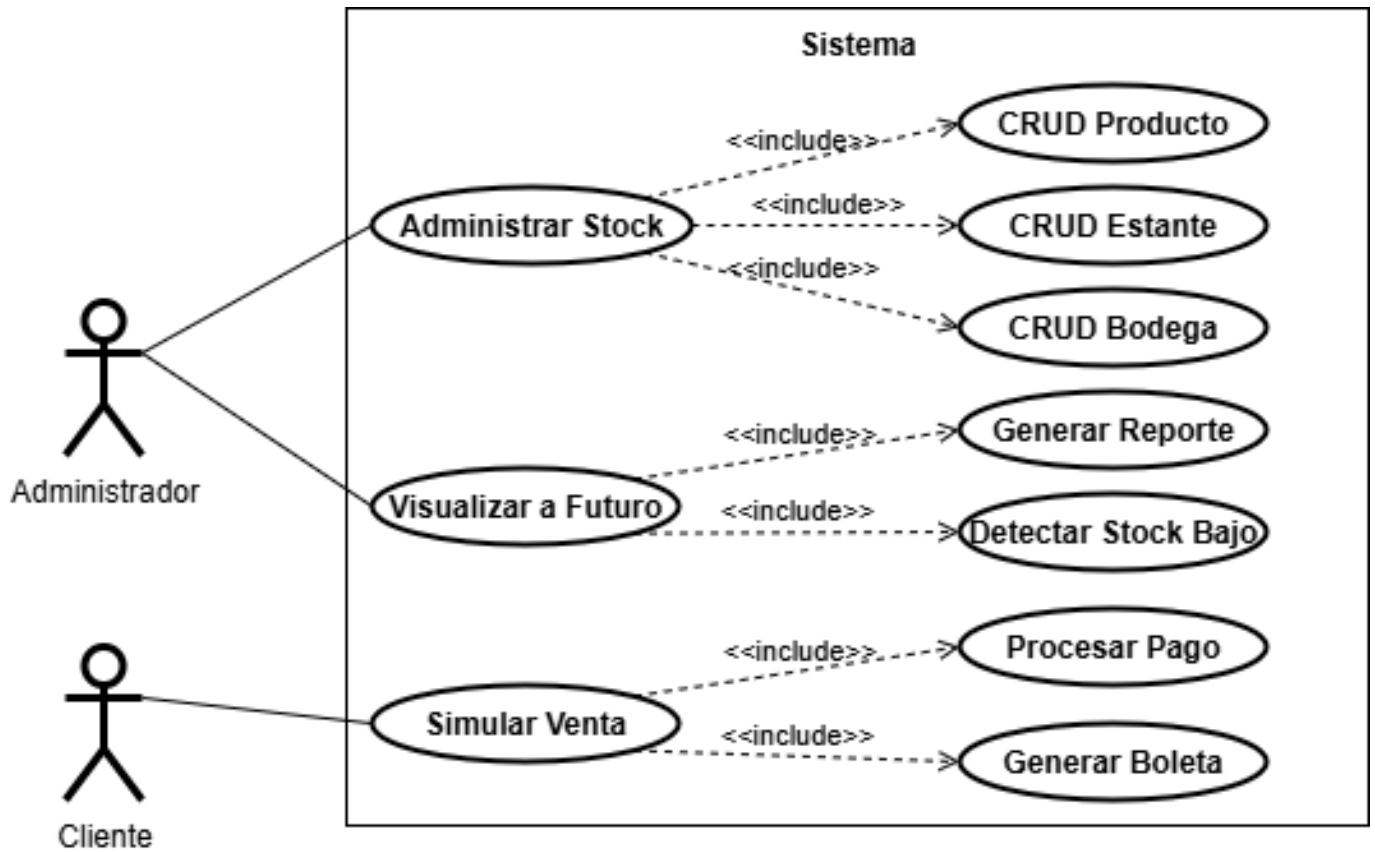 Sistema
<<include>>
CRUD Producto
Administrar Stock
<<include>>
CRUD Estante
<<include>>
CRUD Bodega
Administrador
<<include>>
Generar Reporte
Visualizar a Futuro
<<include>>
Detectar Stock Bajo
<<include>>
Procesar Pago
Simular Venta
<<include>>
Generar Boleta
Cliente